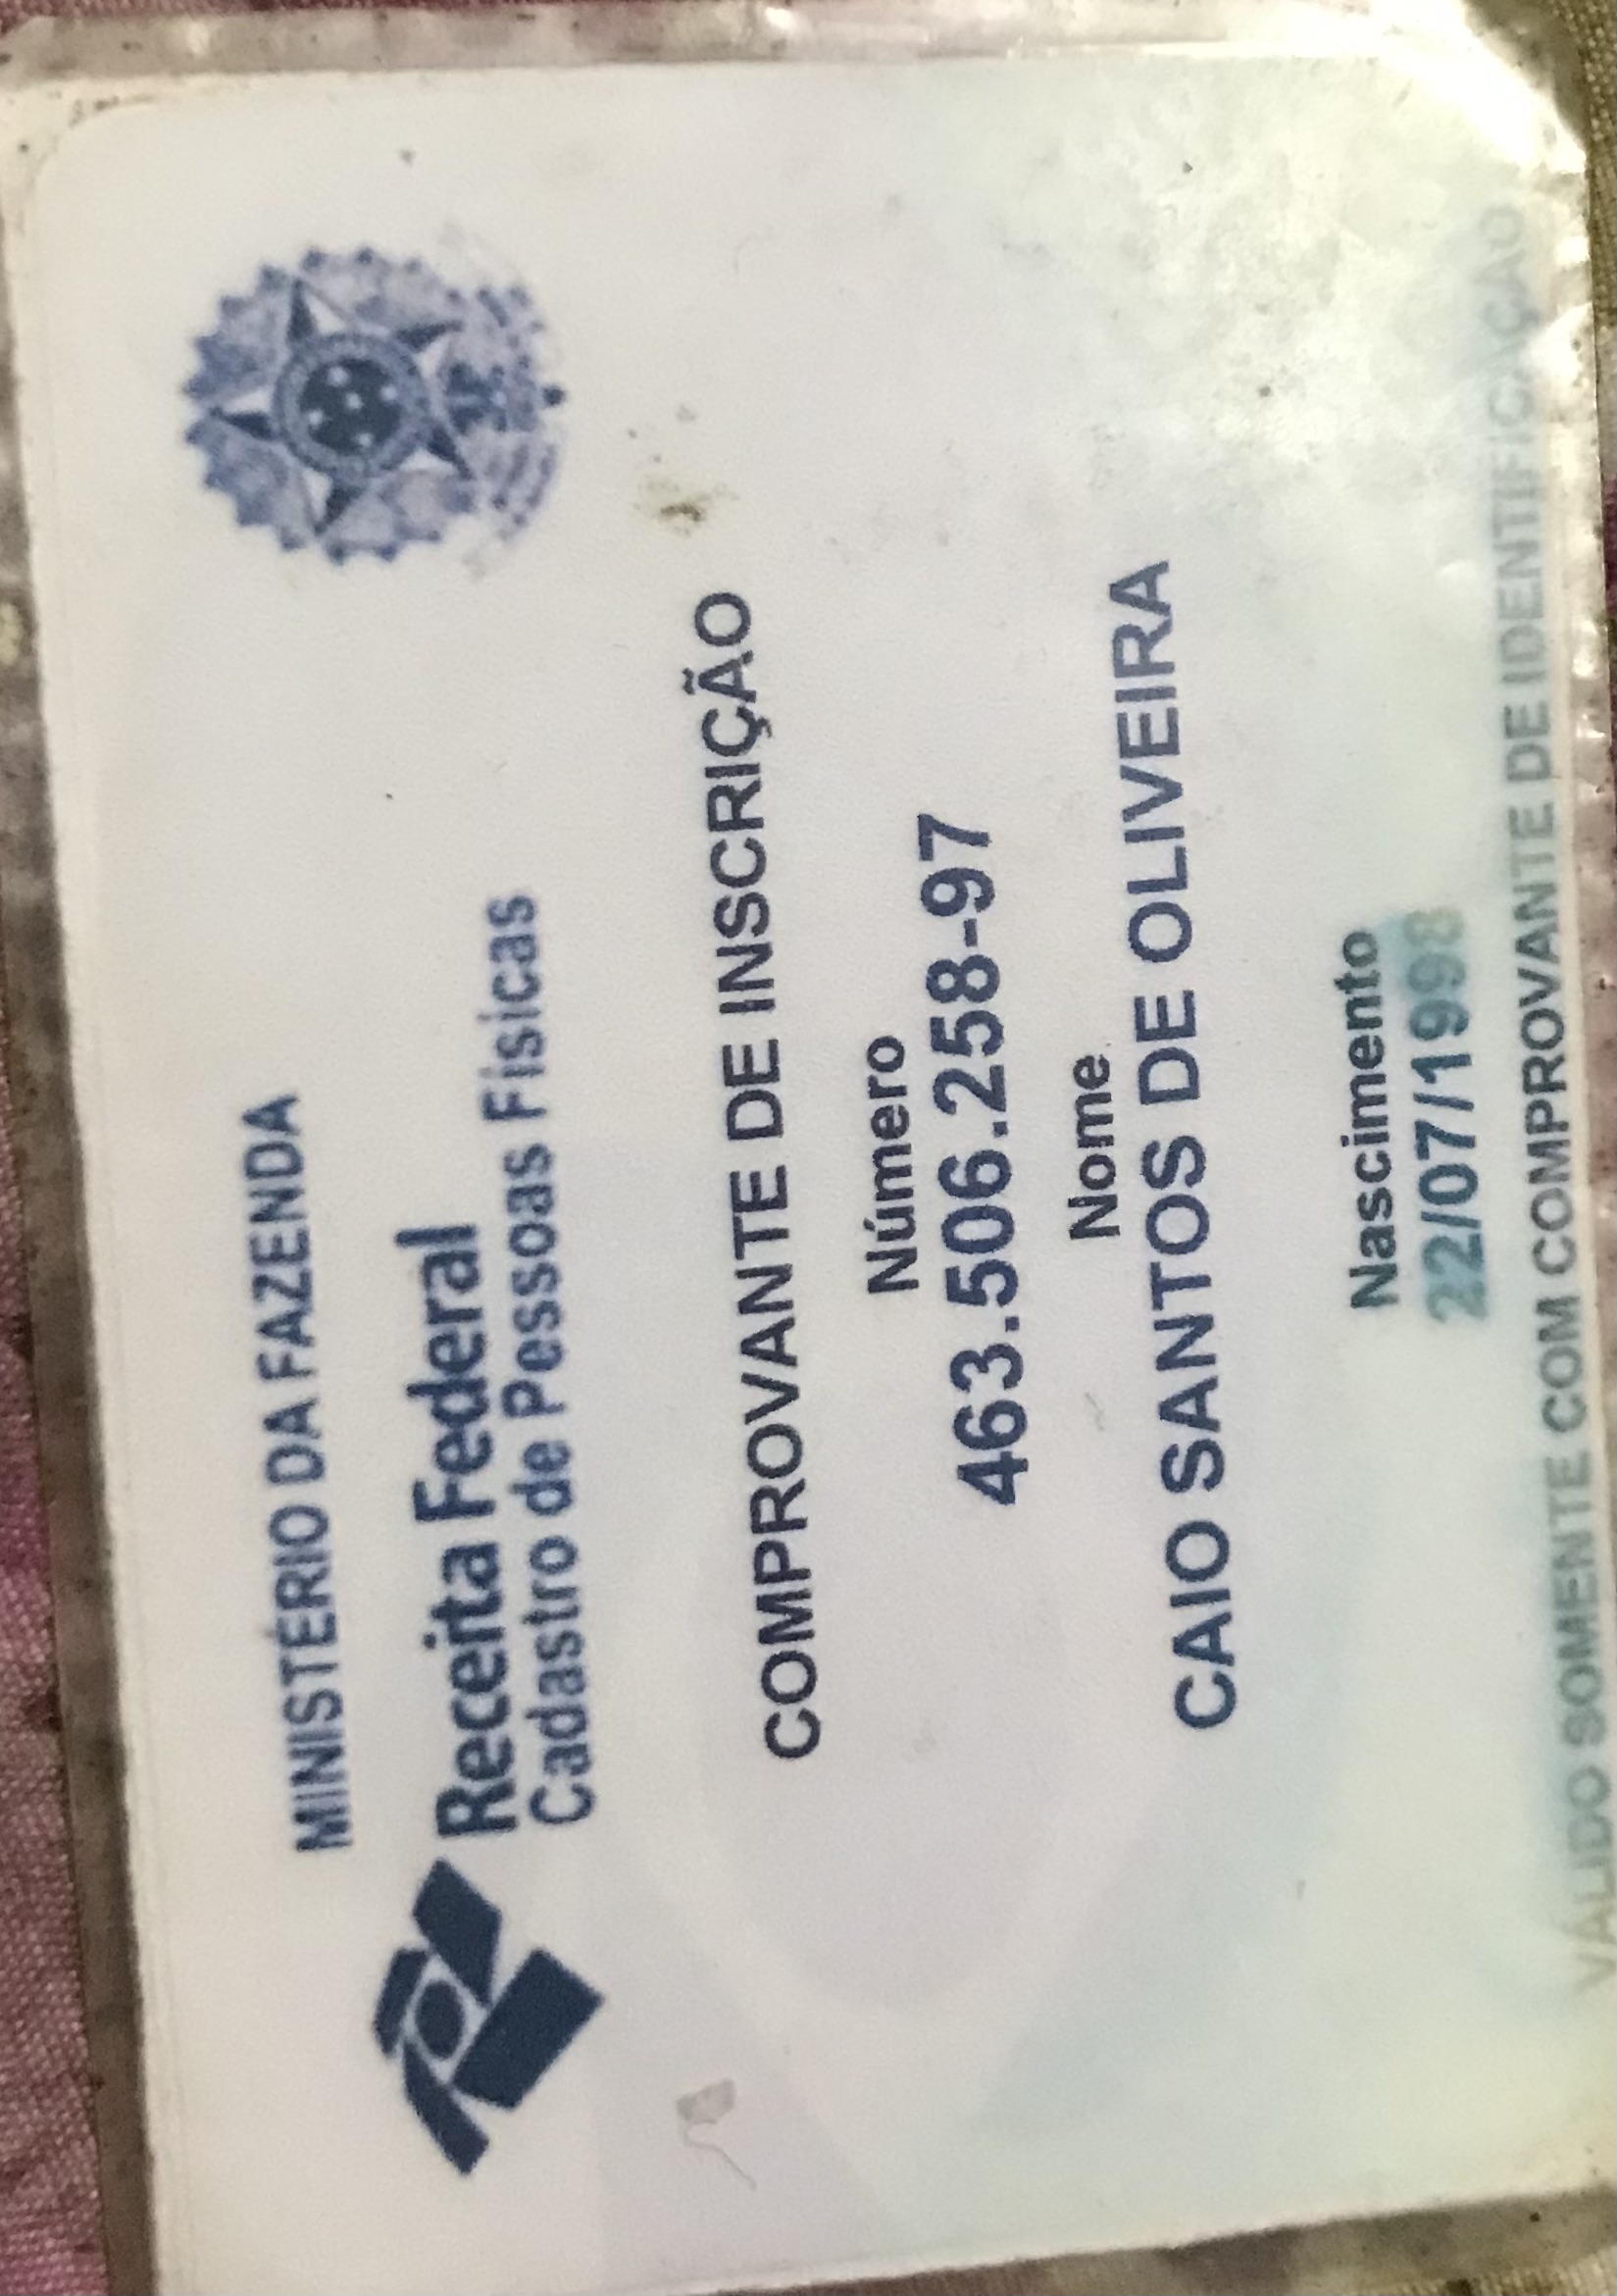 MINISTÉRIO DA FAZENDA
Receita Federal
Cadastro de Pessoas Físicas
COMPROVANTE DE INSCRIÇÃO
Número
463.506.258-97
Nome
CAIO SANTOS DE OLIVEIRA
Nascimento
22/07/1998
VÁLIDO SOMENTE COM COMPROVANTE DE IDENTIFICAÇÃO